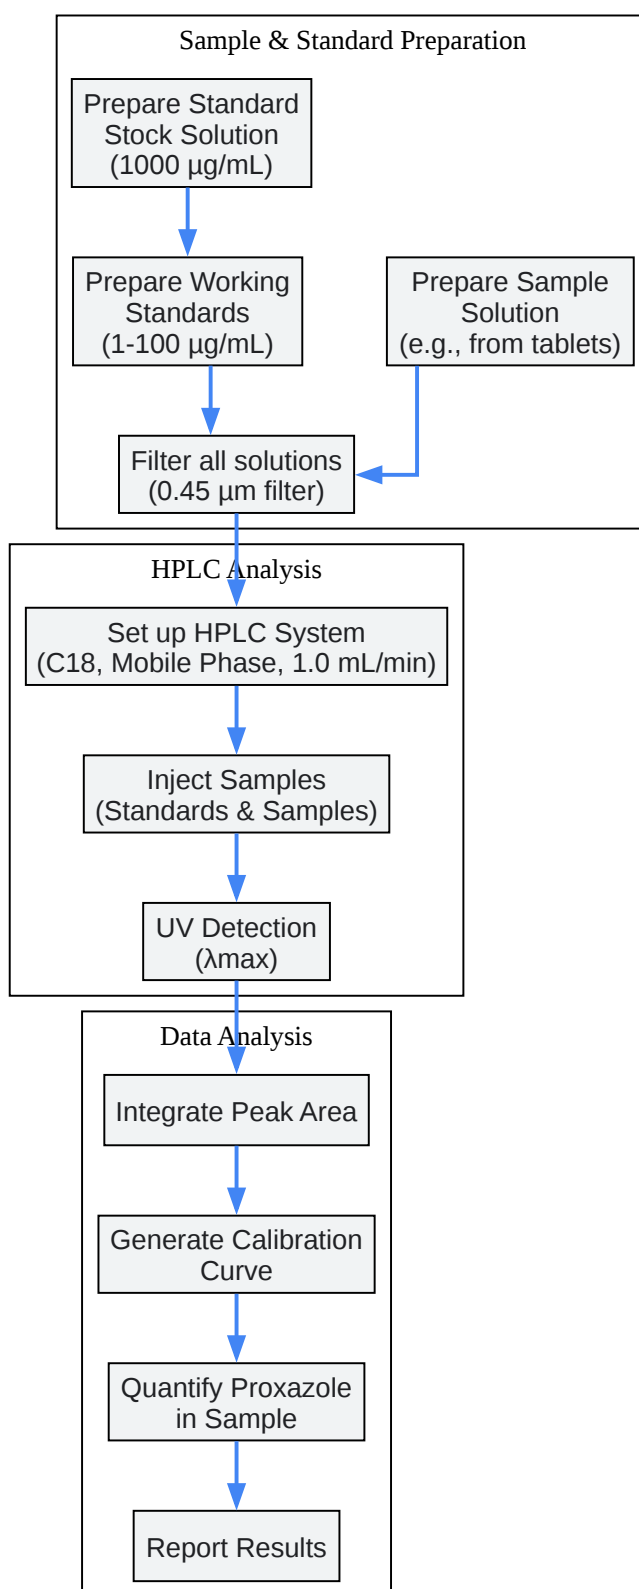 Sample & Standard Preparation
Prepare Standard
Stock Solution
(1000 µg/mL)
Prepare Working
Standards
(1-100 µg/mL)
Prepare Sample
Solution
(e.g., from tablets)
Filter all solutions
(0.45 µm filter)
HPLC Analysis
Set up HPLC System
(C18, Mobile Phase, 1.0 mL/min)
Inject Samples
(Standards & Samples)
UV Detection
(λmax)
Data Analysis
Integrate Peak Area
Generate Calibration
Curve
Quantify Proxazole
in Sample
Report Results